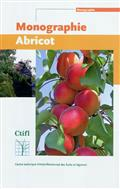 Monographie
Monographie
Abricot
Ctifl
Centre technique interprofessionnel des fruits et légumes